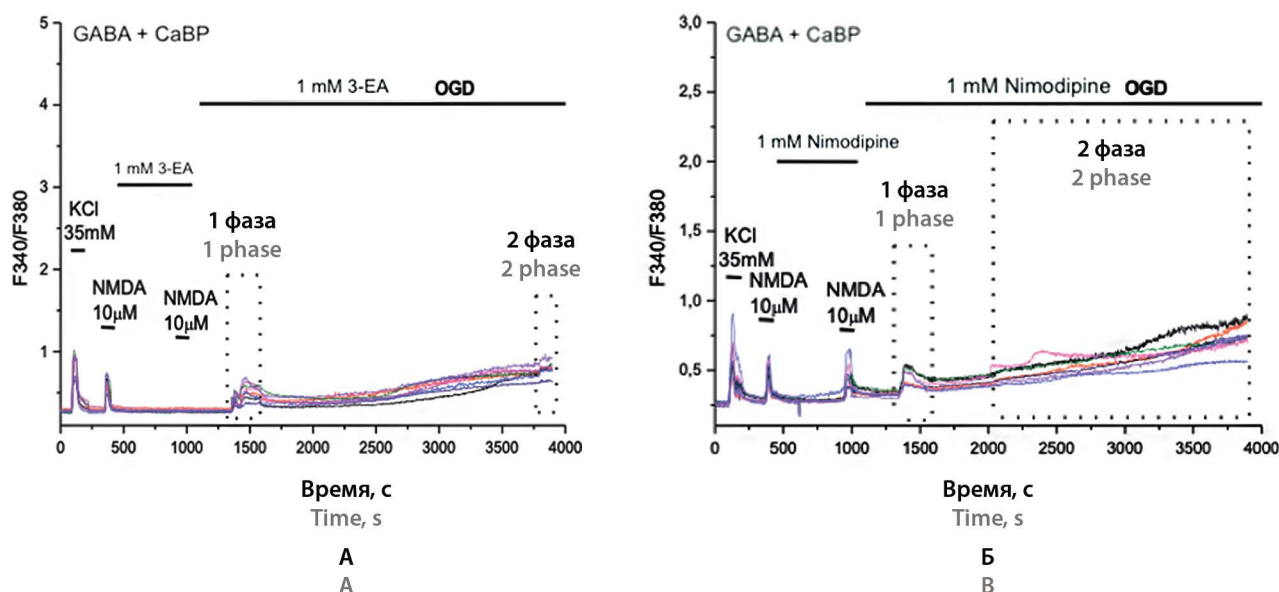 GABA + CaBP
1 mM 3-EA OGD
1 mM 3-EA
KCl
35mM
NMDA
10µM
NMDA
10µM
1 фаза
1 phase
2 фаза
2 phase
F340/F380
5
4
3
2
1
0 500 1000 1500 2000 2500 3000 3500 4000
Время, с
Time, s
А
A
GABA + CaBP
1 mM Nimodipine OGD
1 mM Nimodipine
KCl
35mM
NMDA
10µM
NMDA
10µM
1 фаза
1 phase
2 фаза
2 phase
F340/F380
3,0
2,5
2,0
1,5
1,0
0,5
0 500 1000 1500 2000 2500 3000 3500 4000
Время, с
Time, s
Б
B